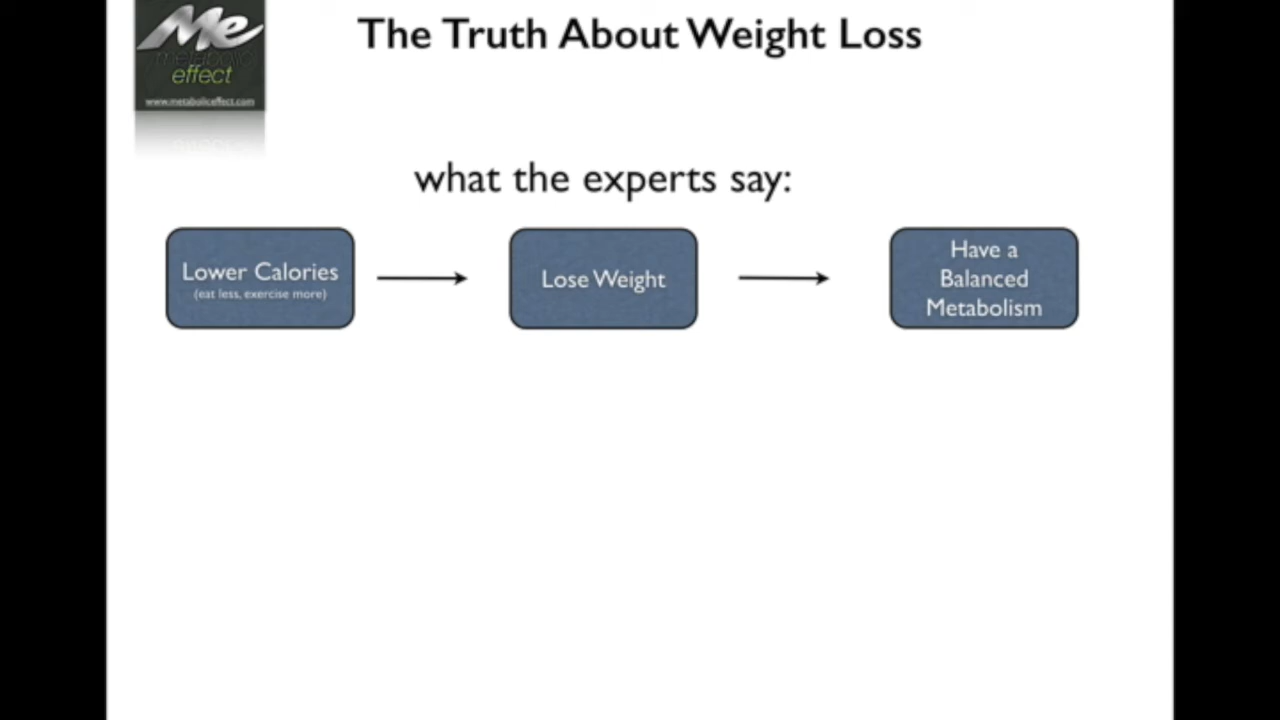 The Truth About Weight Loss
Me
metabolic
effect
www.metaboliceffect.com
what the experts say:
Lower Calories
(eat less, exercise more)
Lose Weight
Have a
Balanced
Metabolism